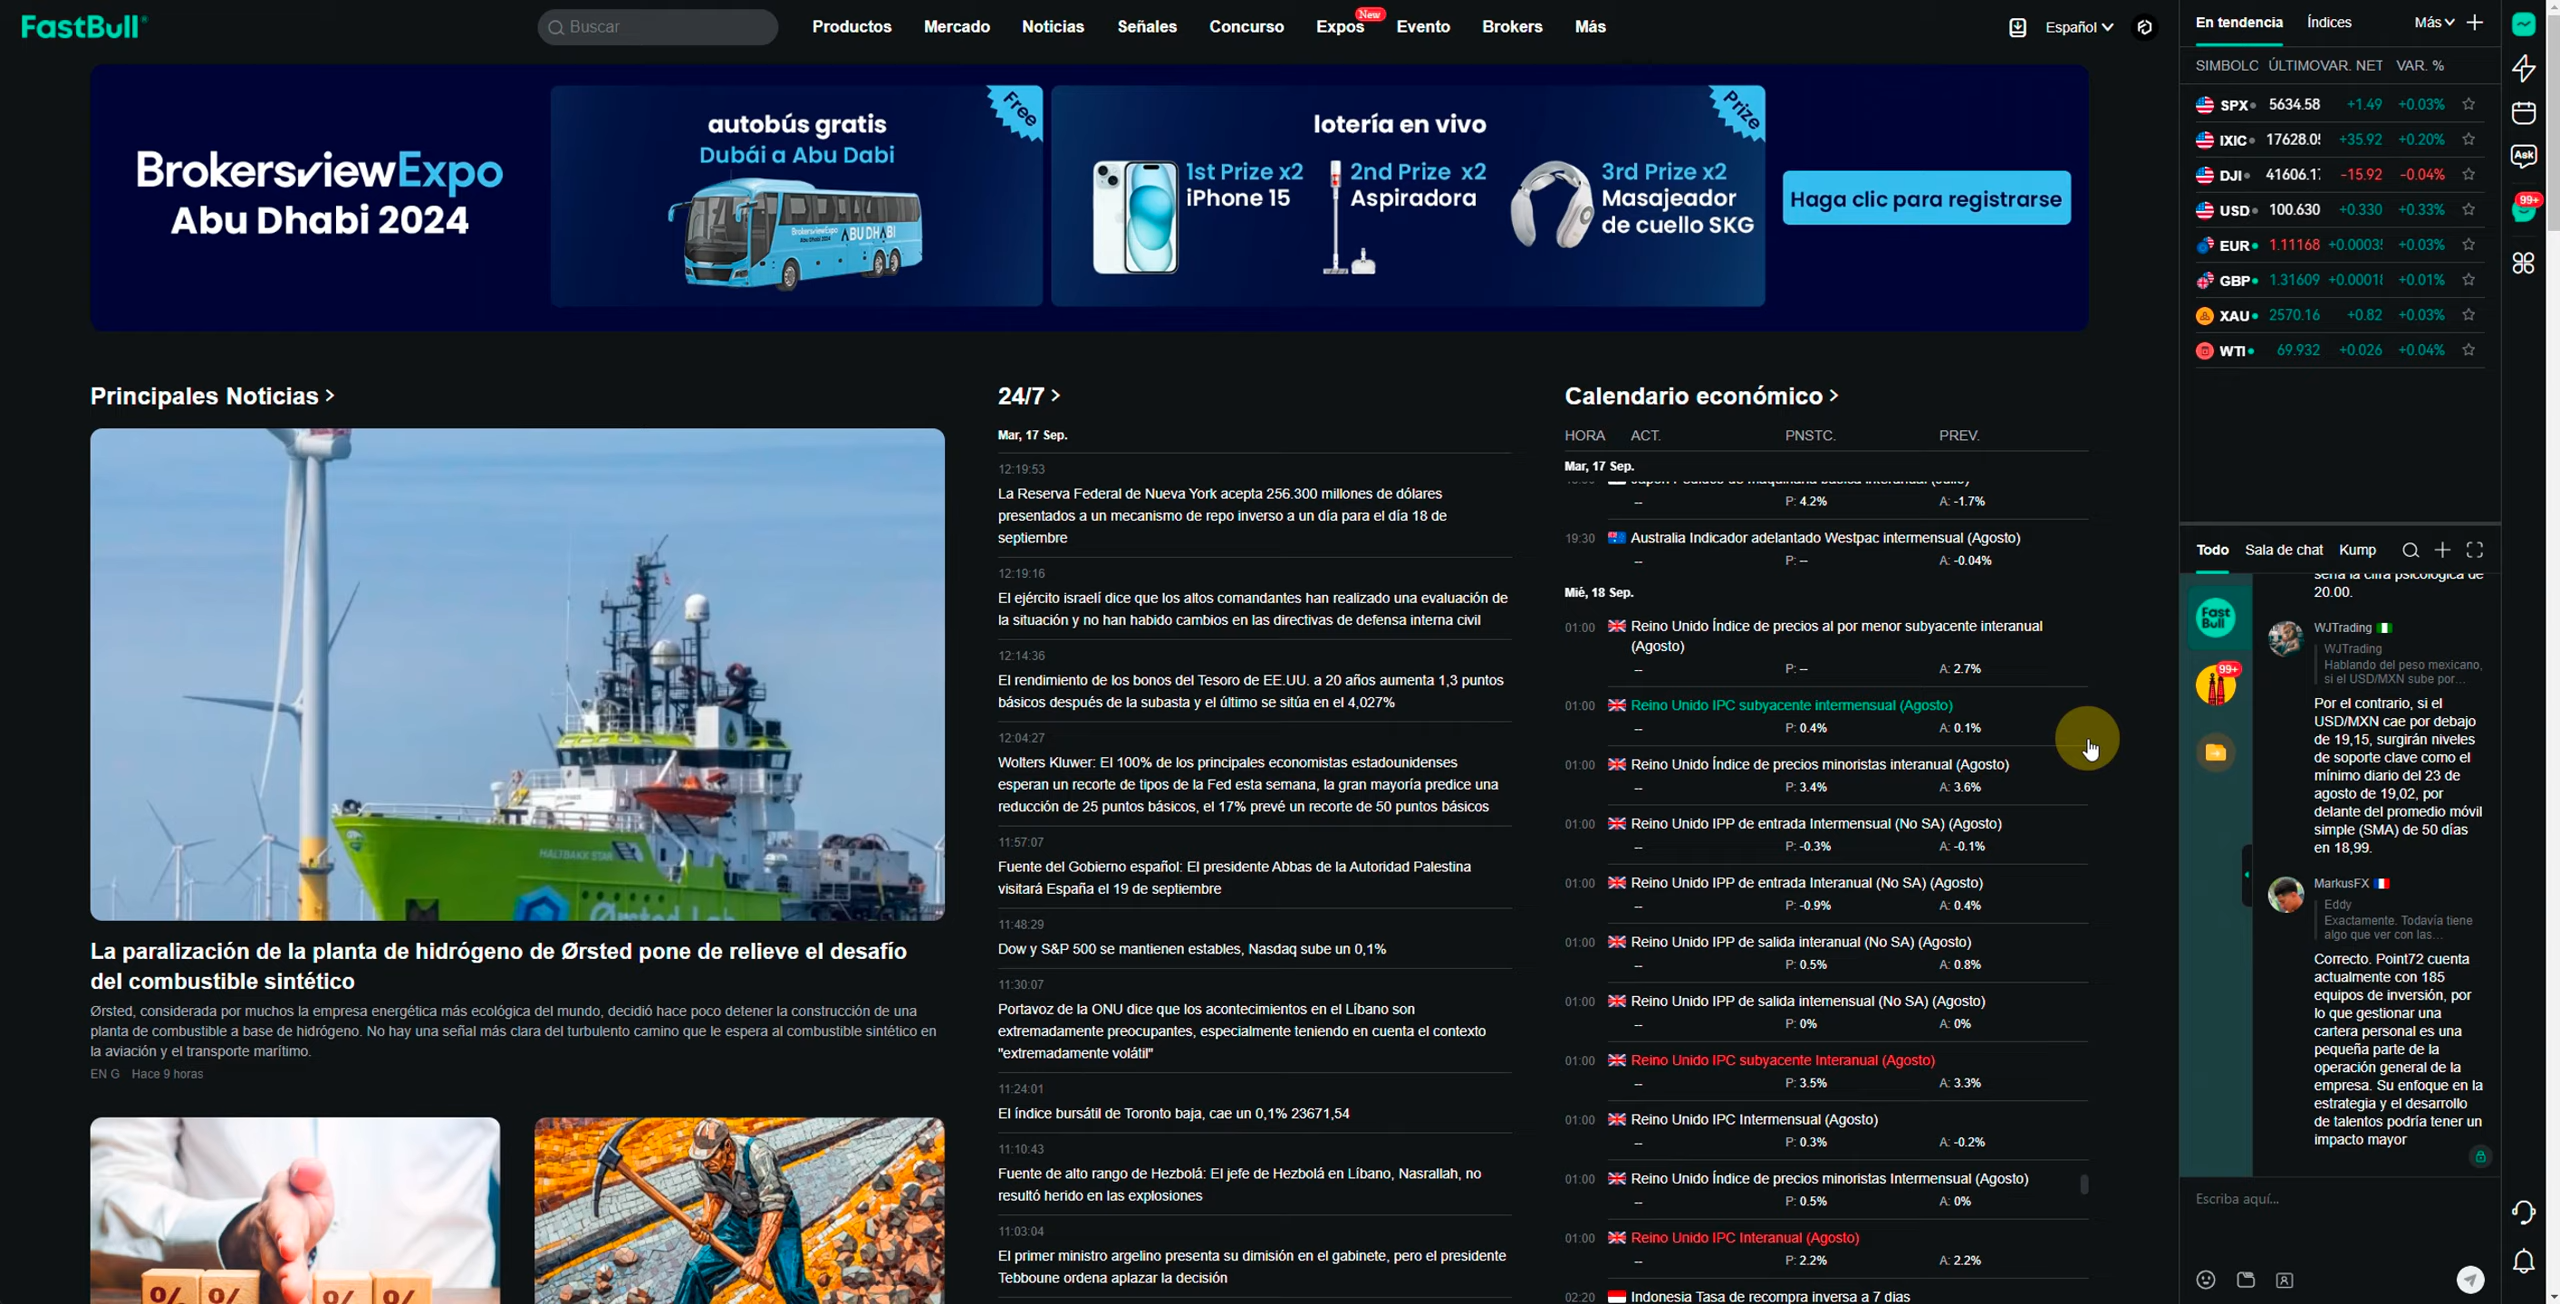 FastBull
Buscar
Productos Mercado Noticias Señales Concurso Expos New Evento Brokers Más
Español
BrokersviewExpo
Abu Dhabi 2024
autobús gratis
Dubái a Abu Dabi
Free
BrokersviewExpo
Abu Dhabi 2024
ABU DHABI
lotería en vivo
Prize
1st Prize x2
iPhone 15
2nd Prize x2
Aspiradora
3rd Prize x2
Masajeador
de cuello SKG
Haga clic para registrarse
Principales Noticias >
HALTBAKK STAR
Ørsted
La paralización de la planta de hidrógeno de Ørsted pone de relieve el desafío
del combustible sintético
Ørsted, considerada por muchos la empresa energética más ecológica del mundo, decidió hace poco detener la construcción de una
planta de combustible a base de hidrógeno. No hay una señal más clara del turbulento camino que le espera al combustible sintético en
la aviación y el transporte marítimo.
EN G Hace 9 horas
% % % %
24/7 >
Mar, 17 Sep.
12:19:53
La Reserva Federal de Nueva York acepta 256.300 millones de dólares
presentados a un mecanismo de repo inverso a un día para el día 18 de
septiembre
12:19:16
El ejército israelí dice que los altos comandantes han realizado una evaluación de
la situación y no han habido cambios en las directivas de defensa interna civil
12:14:36
El rendimiento de los bonos del Tesoro de EE.UU. a 20 años aumenta 1,3 puntos
básicos después de la subasta y el último se sitúa en el 4,027%
12:04:27
Wolters Kluwer: El 100% de los principales economistas estadounidenses
esperan un recorte de tipos de la Fed esta semana, la gran mayoría predice una
reducción de 25 puntos básicos, el 17% prevé un recorte de 50 puntos básicos
11:57:07
Fuente del Gobierno español: El presidente Abbas de la Autoridad Palestina
visitará España el 19 de septiembre
11:48:29
Dow y S&P 500 se mantienen estables, Nasdaq sube un 0,1%
11:30:07
Portavoz de la ONU dice que los acontecimientos en el Líbano son
extremadamente preocupantes, especialmente teniendo en cuenta el contexto
"extremadamente volátil"
11:24:01
El índice bursátil de Toronto baja, cae un 0,1% 23671,54
11:10:43
Fuente de alto rango de Hezbolá: El jefe de Hezbolá en Líbano, Nasrallah, no
resultó herido en las explosiones
11:03:04
El primer ministro argelino presenta su dimisión en el gabinete, pero el presidente
Tebboune ordena aplazar la decisión
Calendario económico >
HORA ACT. PNSTC. PREV.
Mar, 17 Sep.
-- P: 4.2% A: -1.7%
19:30 Australia Indicador adelantado Westpac intermensual (Agosto)
-- P: -- A: -0.04%
Mié, 18 Sep.
01:00 Reino Unido Índice de precios al por menor subyacente interanual
(Agosto)
-- P: -- A: 2.7%
01:00 Reino Unido IPC subyacente intermensual (Agosto)
-- P: 0.4% A: 0.1%
01:00 Reino Unido Índice de precios minoristas interanual (Agosto)
-- P: 3.4% A: 3.6%
01:00 Reino Unido IPP de entrada Intermensual (No SA) (Agosto)
-- P: -0.3% A: -0.1%
01:00 Reino Unido IPP de entrada Interanual (No SA) (Agosto)
-- P: -0.9% A: 0.4%
01:00 Reino Unido IPP de salida interanual (No SA) (Agosto)
-- P: 0.5% A: 0.8%
01:00 Reino Unido IPP de salida intemensual (No SA) (Agosto)
-- P: 0% A: 0%
01:00 Reino Unido IPC subyacente Interanual (Agosto)
-- P: 3.5% A: 3.3%
01:00 Reino Unido IPC Intermensual (Agosto)
-- P: 0.3% A: -0.2%
01:00 Reino Unido Índice de precios minoristas Intermensual (Agosto)
-- P: 0.5% A: 0%
01:00 Reino Unido IPC Interanual (Agosto)
-- P: 2.2% A: 2.2%
02:20 Indonesia Tasa de recompra inversa a 7 dias
En tendencia Índices Más +
SIMBOLC ÚLTIMO VAR. NET VAR. %
SPX 5634.58 +1.49 +0.03%
IXIC 17628.0 +35.92 +0.20%
DJI 41606.1 -15.92 -0.04%
USD 100.630 +0.330 +0.33%
EUR 1.11168 +0.0003 +0.03%
GBP 1.31609 +0.0001 +0.01%
XAU 2570.16 +0.82 +0.03%
WTI 69.932 +0.026 +0.04%
Ask
99+
Todo Sala de chat Kump
Fast
Bull
99+
sería la cifra psicológica de
20.00.
WJTrading
WJTrading
Hablando del peso mexicano,
si el USD/MXN sube por...
Por el contrario, si el
USD/MXN cae por debajo
de 19,15, surgirán niveles
de soporte clave como el
mínimo diario del 23 de
agosto de 19,02, por
delante del promedio móvil
simple (SMA) de 50 días
en 18,99.
MarkusFX
Eddy
Exactamente. Todavía tiene
algo que ver con las...
Correcto. Point72 cuenta
actualmente con 185
equipos de inversión, por
lo que gestionar una
cartera personal es una
pequeña parte de la
operación general de la
empresa. Su enfoque en la
estrategia y el desarrollo
de talentos podría tener un
impacto mayor
Escriba aquí...